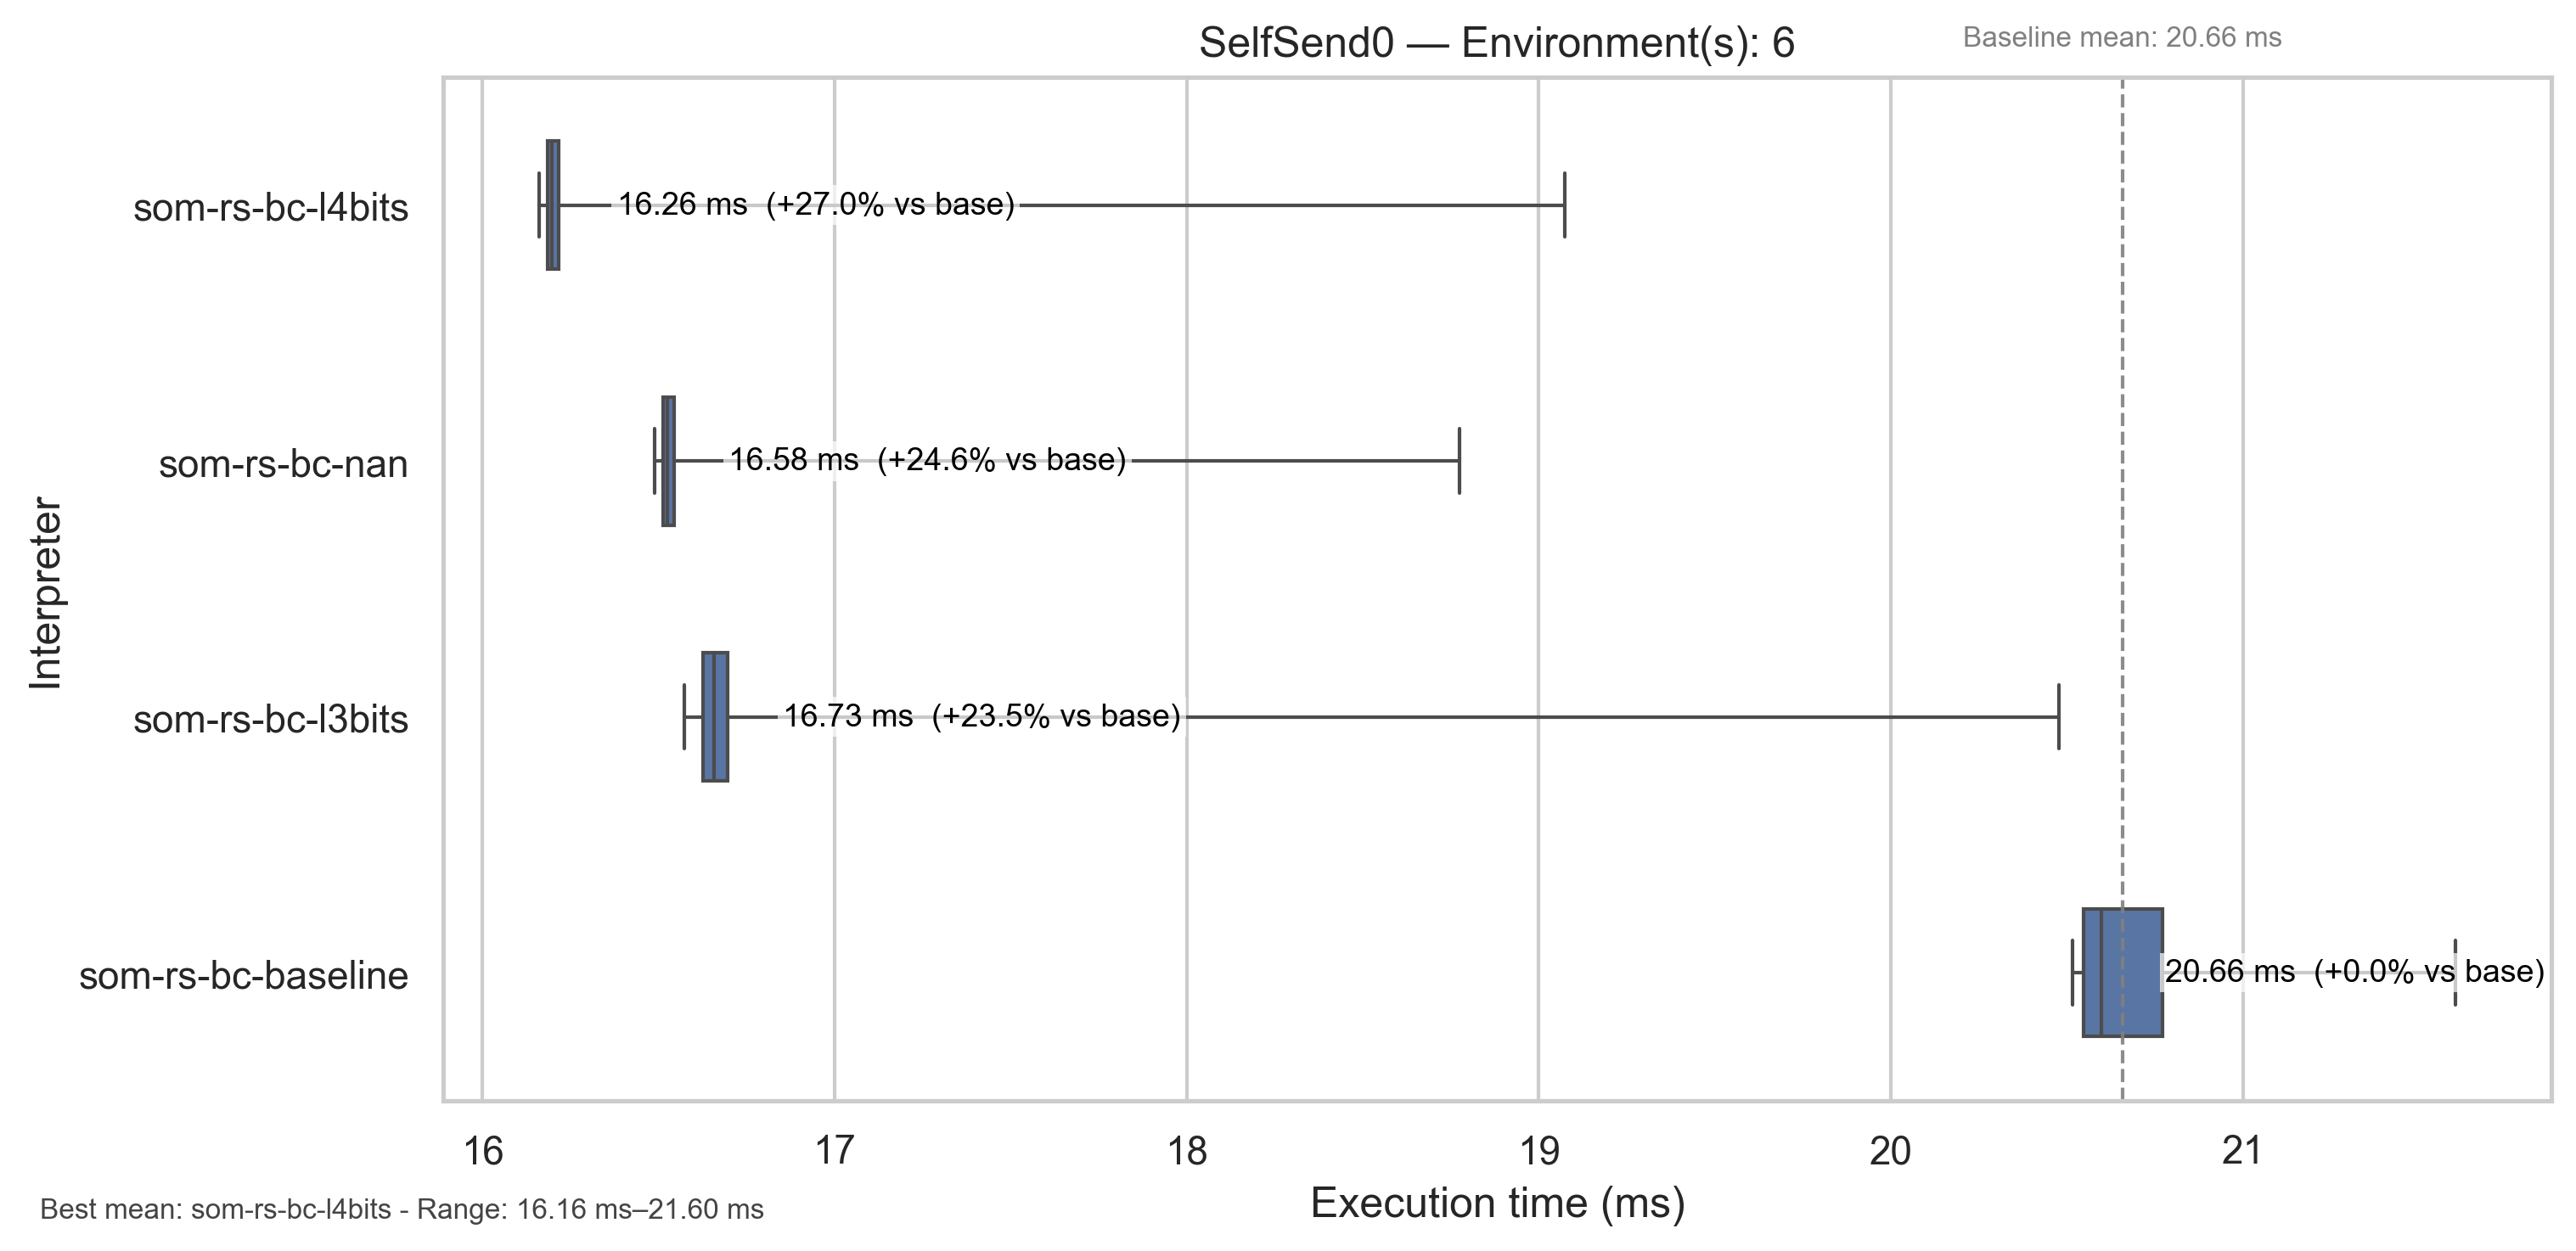 SelfSend0 — Environment(s): 6
Baseline mean: 20.66 ms
som-rs-bc-l4bits
16.26 ms  (+27.0% vs base)
som-rs-bc-nan
16.58 ms  (+24.6% vs base)
Interpreter
som-rs-bc-l3bits
16.73 ms  (+23.5% vs base)
som-rs-bc-baseline
20.66 ms  (+0.0% vs base)
16 17 18 19 20 21
Execution time (ms)
Best mean: som-rs-bc-l4bits - Range: 16.16 ms–21.60 ms